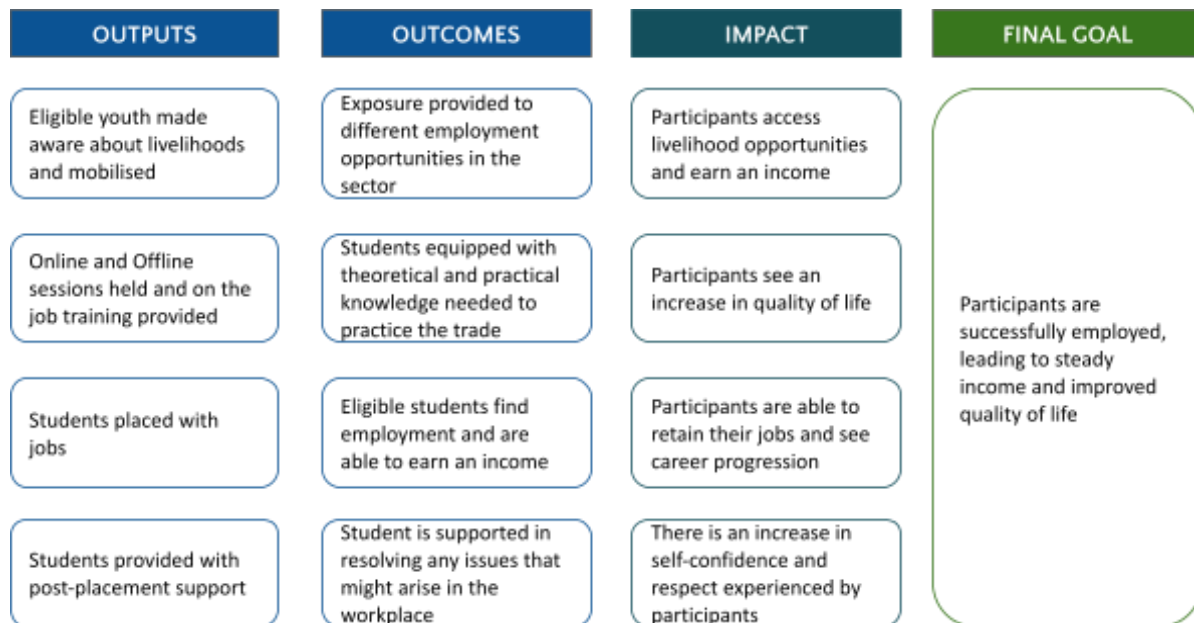 OUTPUTS
OUTCOMES
IMPACT
FINAL GOAL
Eligible youth made
aware about livelihoods
and mobilised
Exposure provided to
different employment
opportunities in the
sector
Participants access
livelihood opportunities
and earn an income
Online and Offline
sessions held and on the
job training provided
Students equipped with
theoretical and practical
knowledge needed to
practice the trade
Participants see an
increase in quality of life
Students placed with
jobs
Eligible students find
employment and are
able to earn an income
Participants are able to
retain their jobs and see
career progression
Students provided with
post-placement support
Student is supported in
resolving any issues that
might arise in the
workplace
There is an increase in
self-confidence and
respect experienced by
participants
Participants are
successfully employed,
leading to steady
income and improved
quality of life